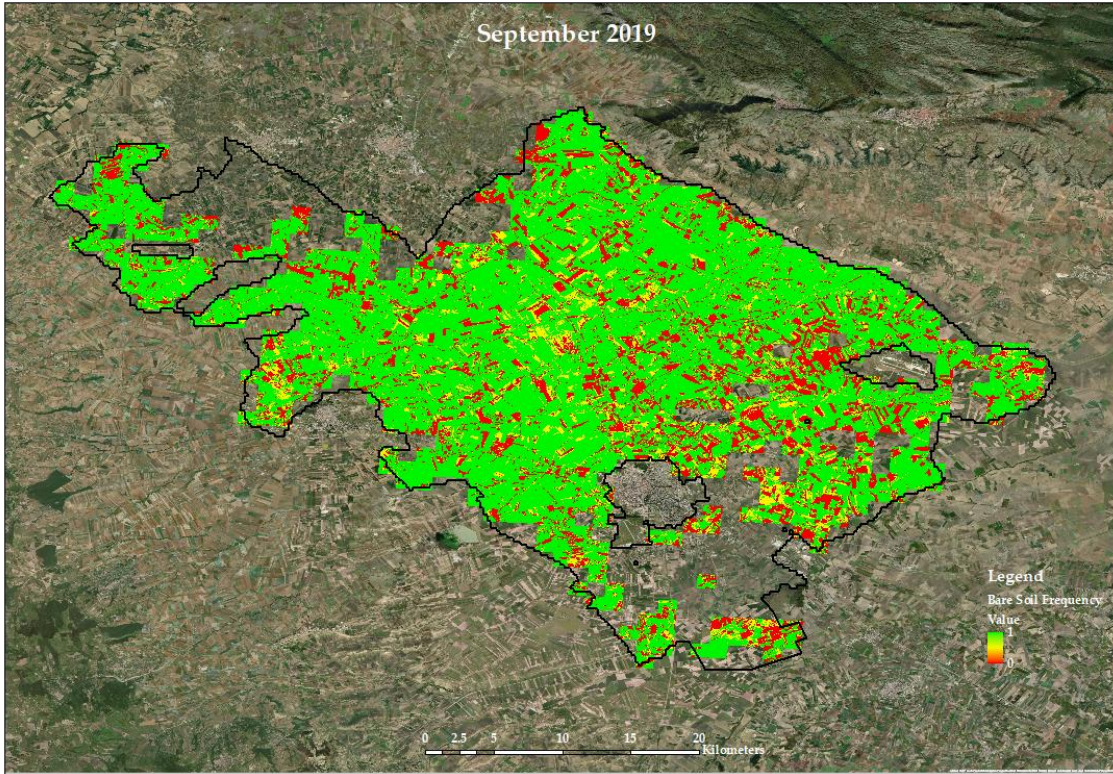 September 2019
Legend
Bare Soil Frequency
Value
1
0
0 2.5 5 10 15 20
Kilometers